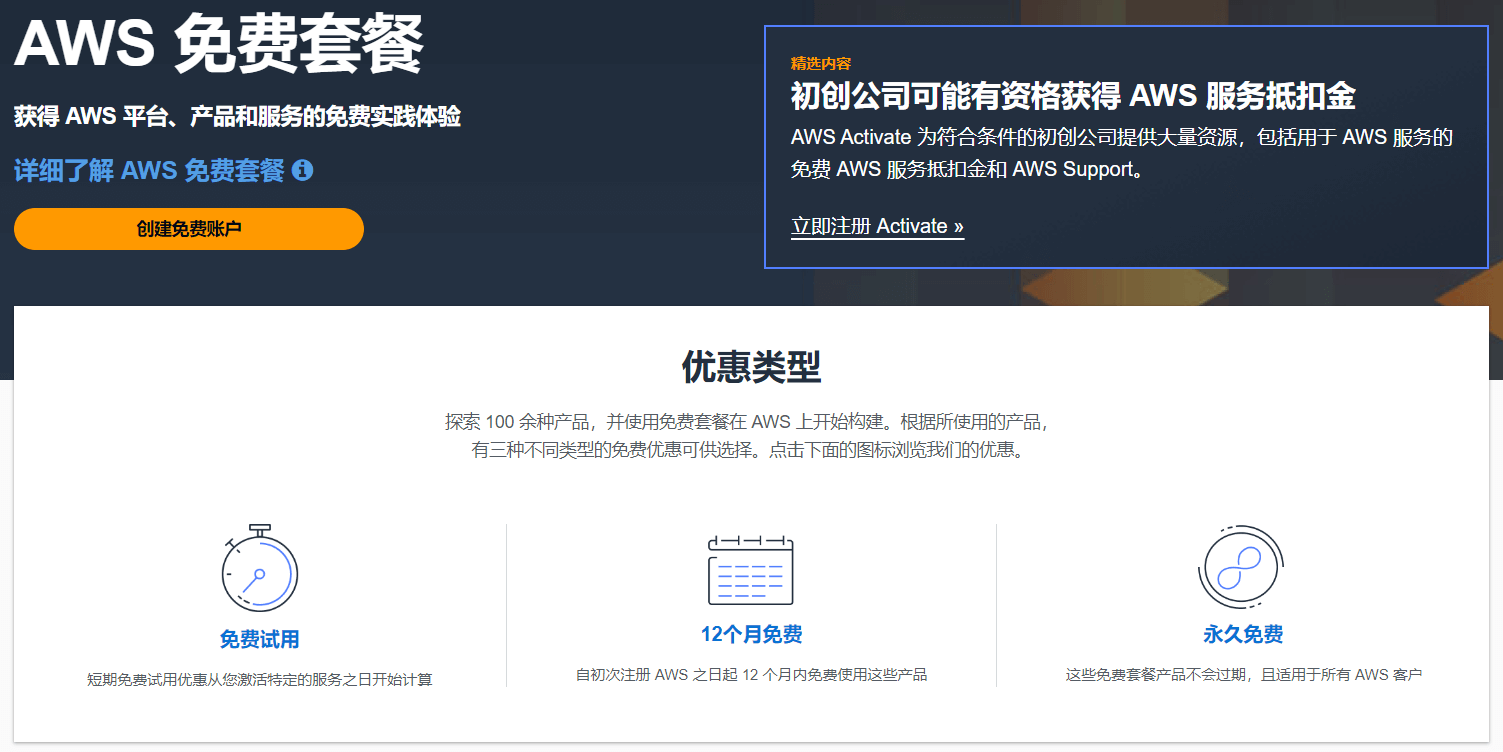 AWS 免费套餐
获得 AWS 平台、产品和服务的免费实践体验
详细了解 AWS 免费套餐
创建免费账户
精选内容
初创公司可能有资格获得 AWS 服务抵扣金
AWS Activate 为符合条件的初创公司提供大量资源，包括用于 AWS 服务的
免费 AWS 服务抵扣金和 AWS Support。
立即注册 Activate »
优惠类型
探索 100 余种产品，并使用免费套餐在 AWS 上开始构建。根据所使用的产品，
有三种不同类型的免费优惠可供选择。点击下面的图标浏览我们的优惠。
免费试用
短期免费试用优惠从您激活特定的服务之日开始计算
12个月免费
自初次注册 AWS 之日起 12 个月内免费使用这些产品
永久免费
这些免费套餐产品不会过期，且适用于所有 AWS 客户